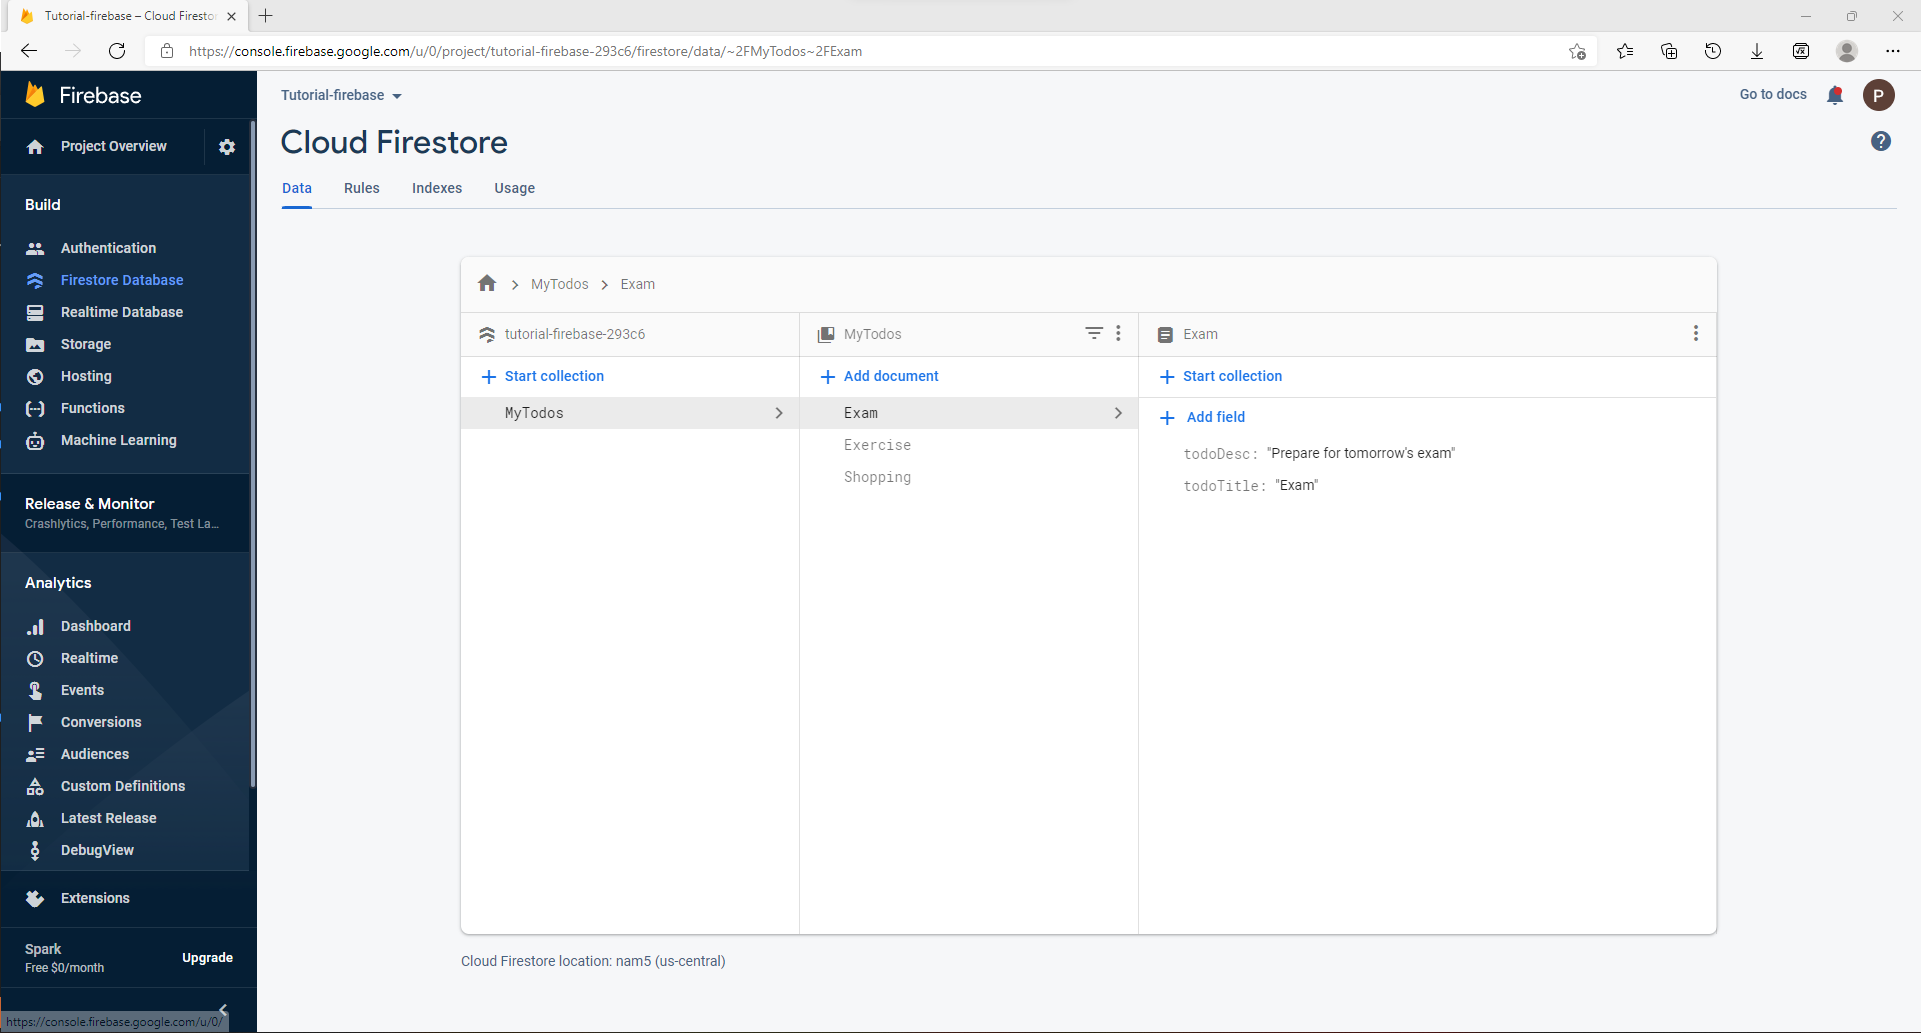 Tutorial-firebase – Cloud Firestor
https://console.firebase.google.com/u/0/project/tutorial-firebase-293c6/firestore/data/~2FMyTodos~2FExam
Firebase
Project Overview
Build
Authentication
Firestore Database
Realtime Database
Storage
Hosting
Functions
Machine Learning
Release & Monitor
Crashlytics, Performance, Test La...
Analytics
Dashboard
Realtime
Events
Conversions
Audiences
Custom Definitions
Latest Release
DebugView
Extensions
Spark
Free $0/month
Upgrade
https://console.firebase.google.com/u/0/
Tutorial-firebase
Go to docs
P
Cloud Firestore
?
Data Rules Indexes Usage
MyTodos > Exam
tutorial-firebase-293c6
Start collection
MyTodos
MyTodos
Add document
Exam
Exercise
Shopping
Exam
Start collection
Add field
todoDesc: "Prepare for tomorrow's exam"
todoTitle: "Exam"
Cloud Firestore location: nam5 (us-central)